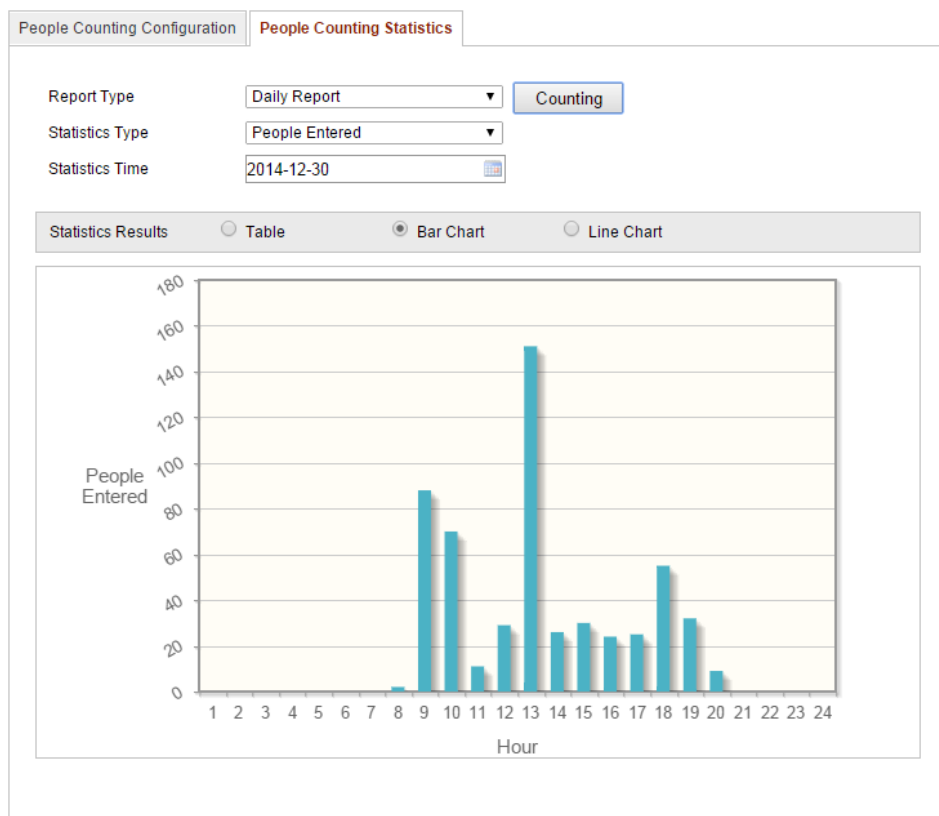 People Counting Configuration People Counting Statistics
Report Type Daily Report Counting
Statistics Type People Entered
Statistics Time 2014-12-30
Statistics Results Table Bar Chart Line Chart
180
160
140
120
100
People
Entered
80
60
40
20
0
1 2 3 4 5 6 7 8 9 10 11 12 13 14 15 16 17 18 19 20 21 22 23 24
Hour